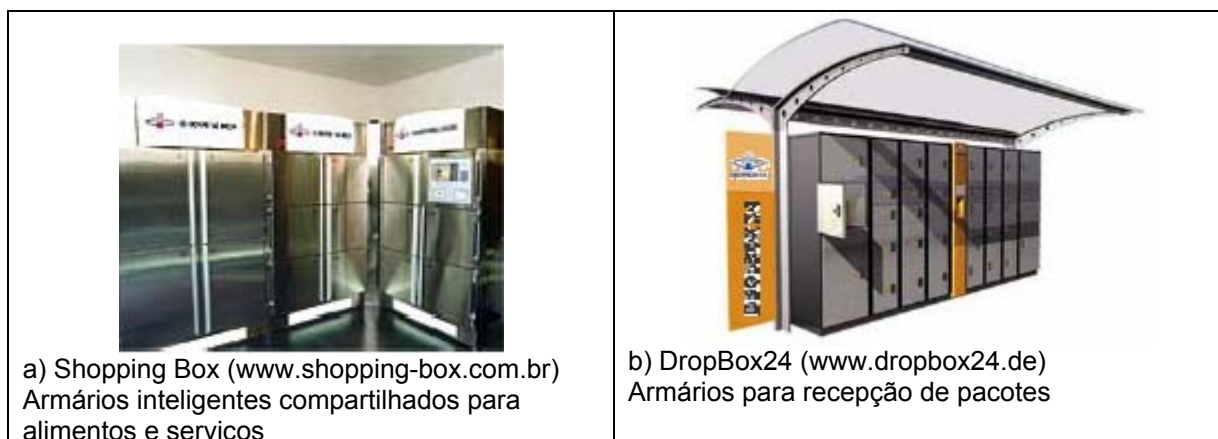 a) Shopping Box (www.shopping-box.com.br)
Armários inteligentes compartilhados para
alimentos e serviços
b) DropBox24 (www.dropbox24.de)
Armários para recepção de pacotes